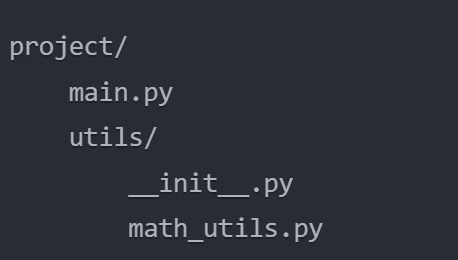 project/
    main.py
    utils/
        __init__.py
        math_utils.py